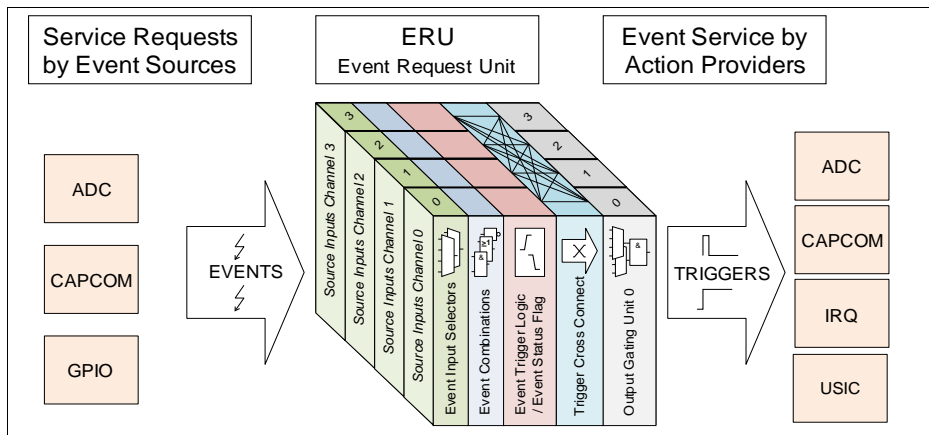 Service Requests
by Event Sources
ERU
Event Request Unit
Event Service by
Action Providers
ADC
CAPCOM
GPIO
EVENTS
3
2
1
0
Source Inputs Channel 3
Source Inputs Channel 2
Source Inputs Channel 1
Source Inputs Channel 0
3
2
1
0
Event Input Selectors
Event Combinations
≥1
&
Event Trigger Logic
/ Event Status Flag
Trigger Cross Connect
X
Output Gating Unit 0
&
TRIGGERS
ADC
CAPCOM
IRQ
USIC